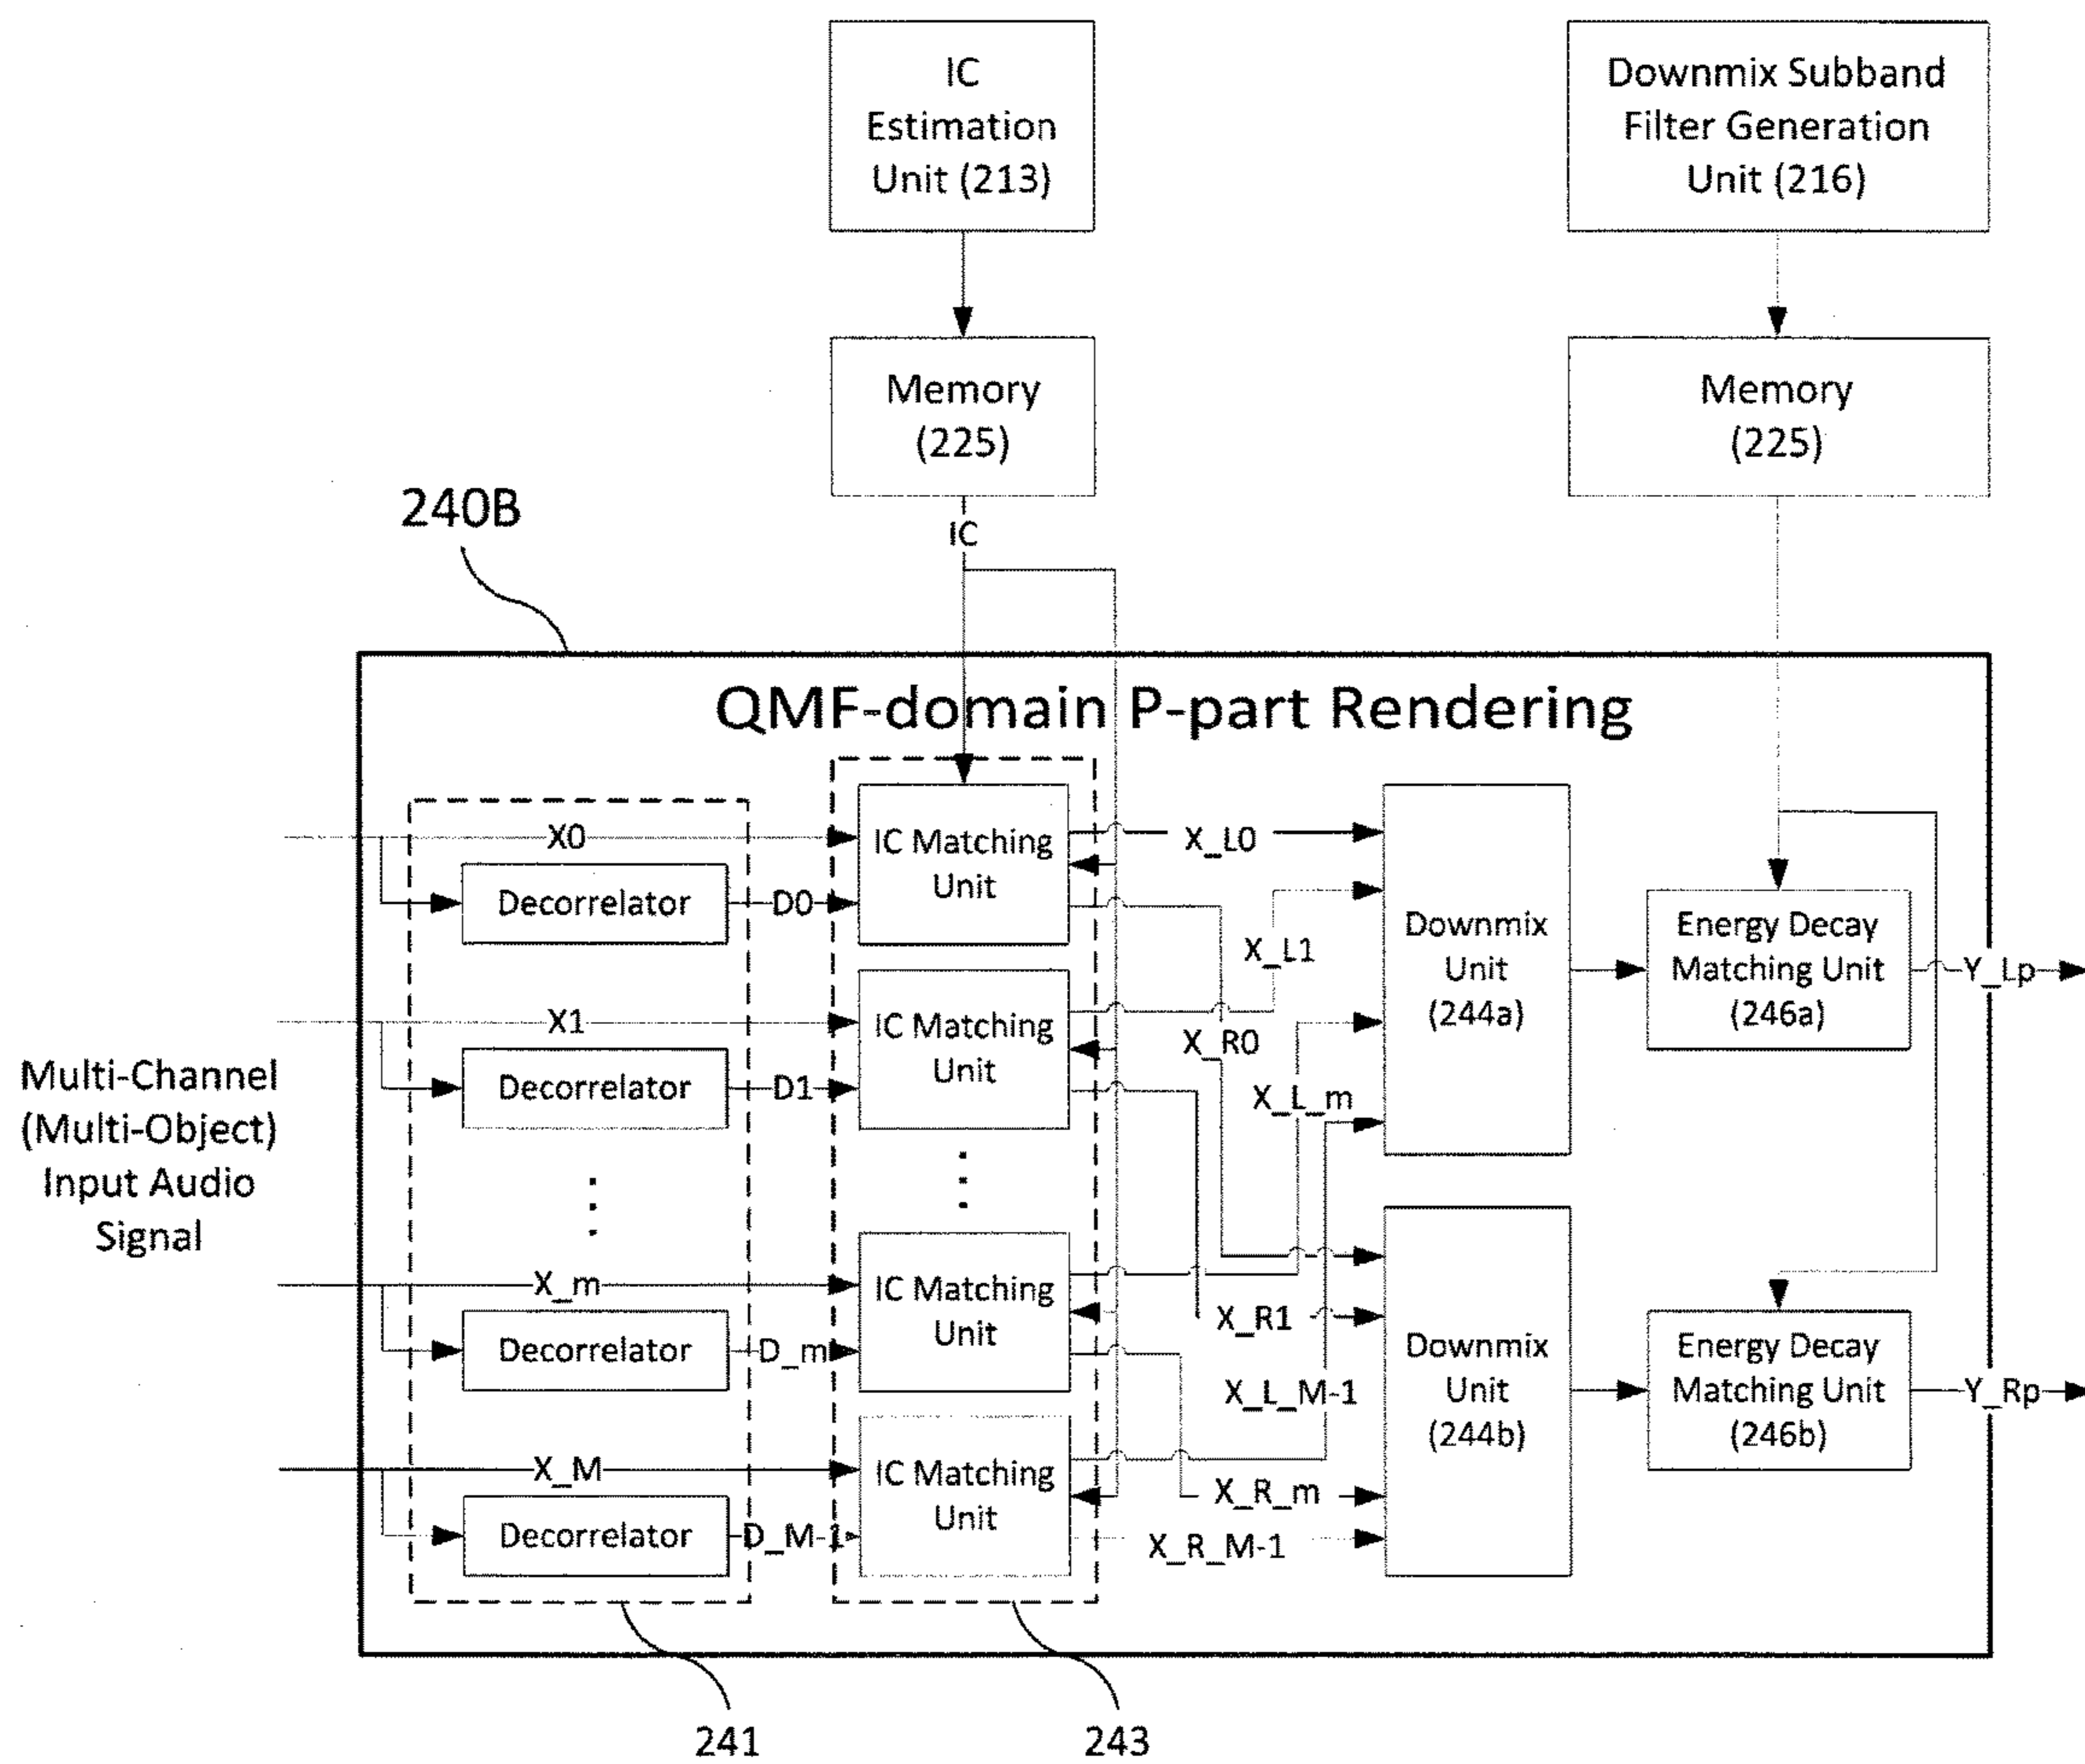 IC
Estimation
Unit (213)
Downmix Subband
Filter Generation
Unit (216)
Memory
(225)
Memory
(225)
240B
IC
QMF-domain P-part Rendering
X0
IC Matching
Unit
Decorrelator
D0
X_L0
X_L1
X_R0
Downmix
Unit
(244a)
Energy Decay
Matching Unit
(246a)
Y_Lp
X1
IC Matching
Unit
Decorrelator
D1
X_L_m
Multi-Channel
(Multi-Object)
Input Audio
Signal
X_m
IC Matching
Unit
Decorrelator
D_m
X_R1
X_L_M-1
Downmix
Unit
(244b)
Energy Decay
Matching Unit
(246b)
Y_Rp
X_M
IC Matching
Unit
Decorrelator
D_M-1
X_R_m
X_R_M-1
241
243